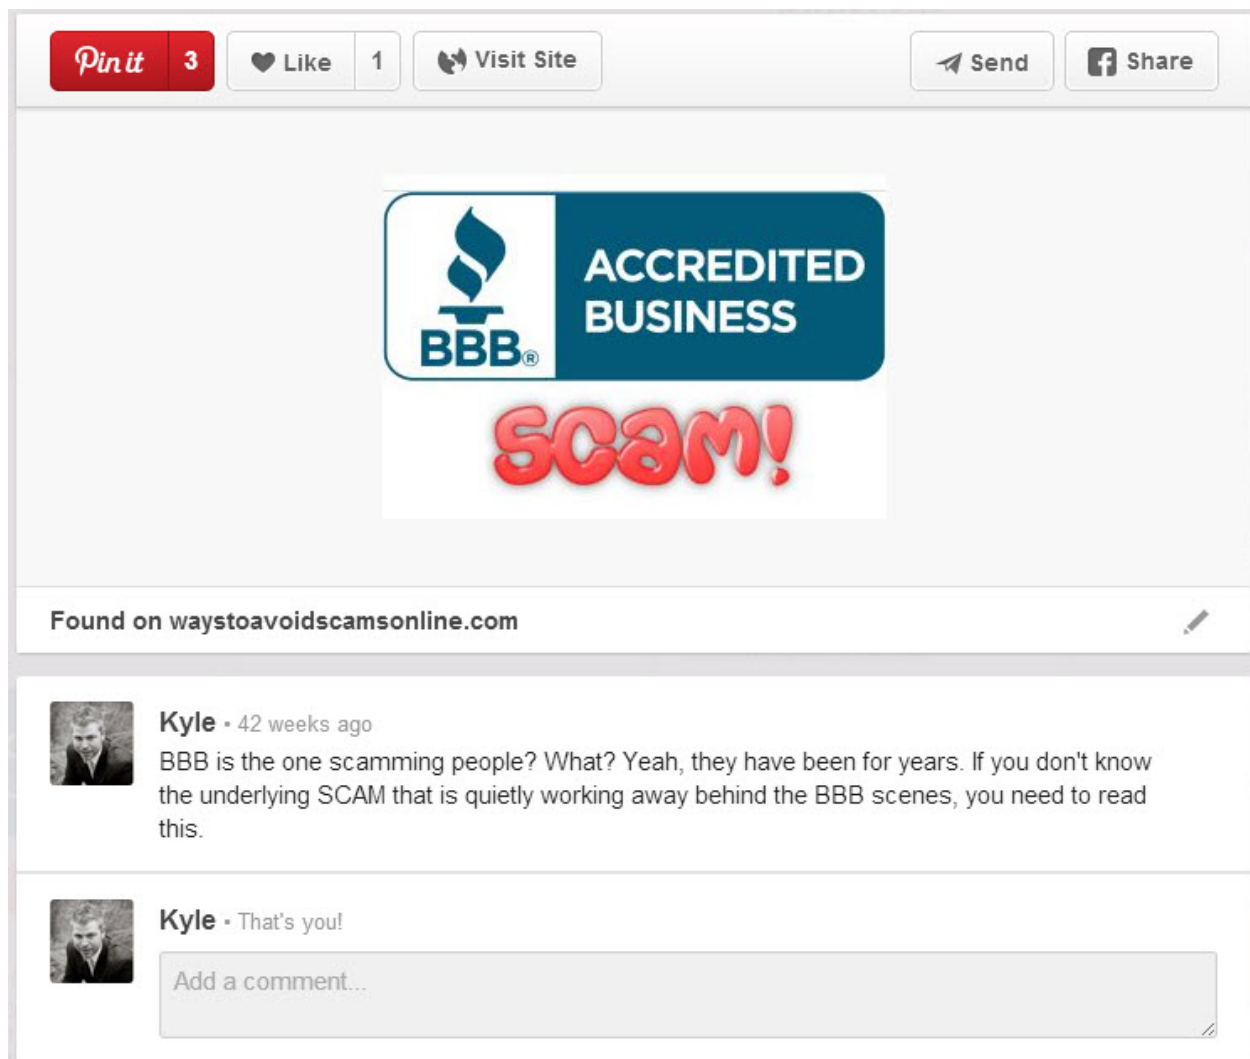 Pin it 3 Like 1 Visit Site Send Share
ACCREDITED
BUSINESS
BBB®
SCAM!
Found on waystoavoidscamsonline.com
Kyle • 42 weeks ago
BBB is the one scamming people? What? Yeah, they have been for years. If you don't know
the underlying SCAM that is quietly working away behind the BBB scenes, you need to read
this.
Kyle • That's you!
Add a comment...